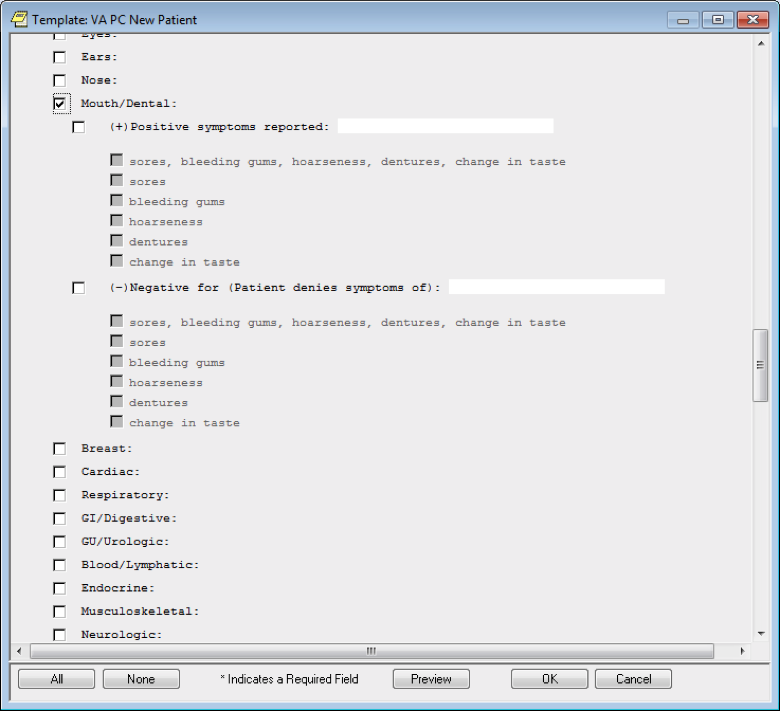 Template: VA PC New Patient
Eyes:
Ears:
Nose:
Mouth/Dental:
(+)Positive symptoms reported:
sores, bleeding gums, hoarseness, dentures, change in taste
sores
bleeding gums
hoarseness
dentures
change in taste
(-)Negative for (Patient denies symptoms of):
sores, bleeding gums, hoarseness, dentures, change in taste
sores
bleeding gums
hoarseness
dentures
change in taste
Breast:
Cardiac:
Respiratory:
GI/Digestive:
GU/Urologic:
Blood/Lymphatic:
Endocrine:
Musculoskeletal:
Neurologic:
All None * Indicates a Required Field Preview OK Cancel